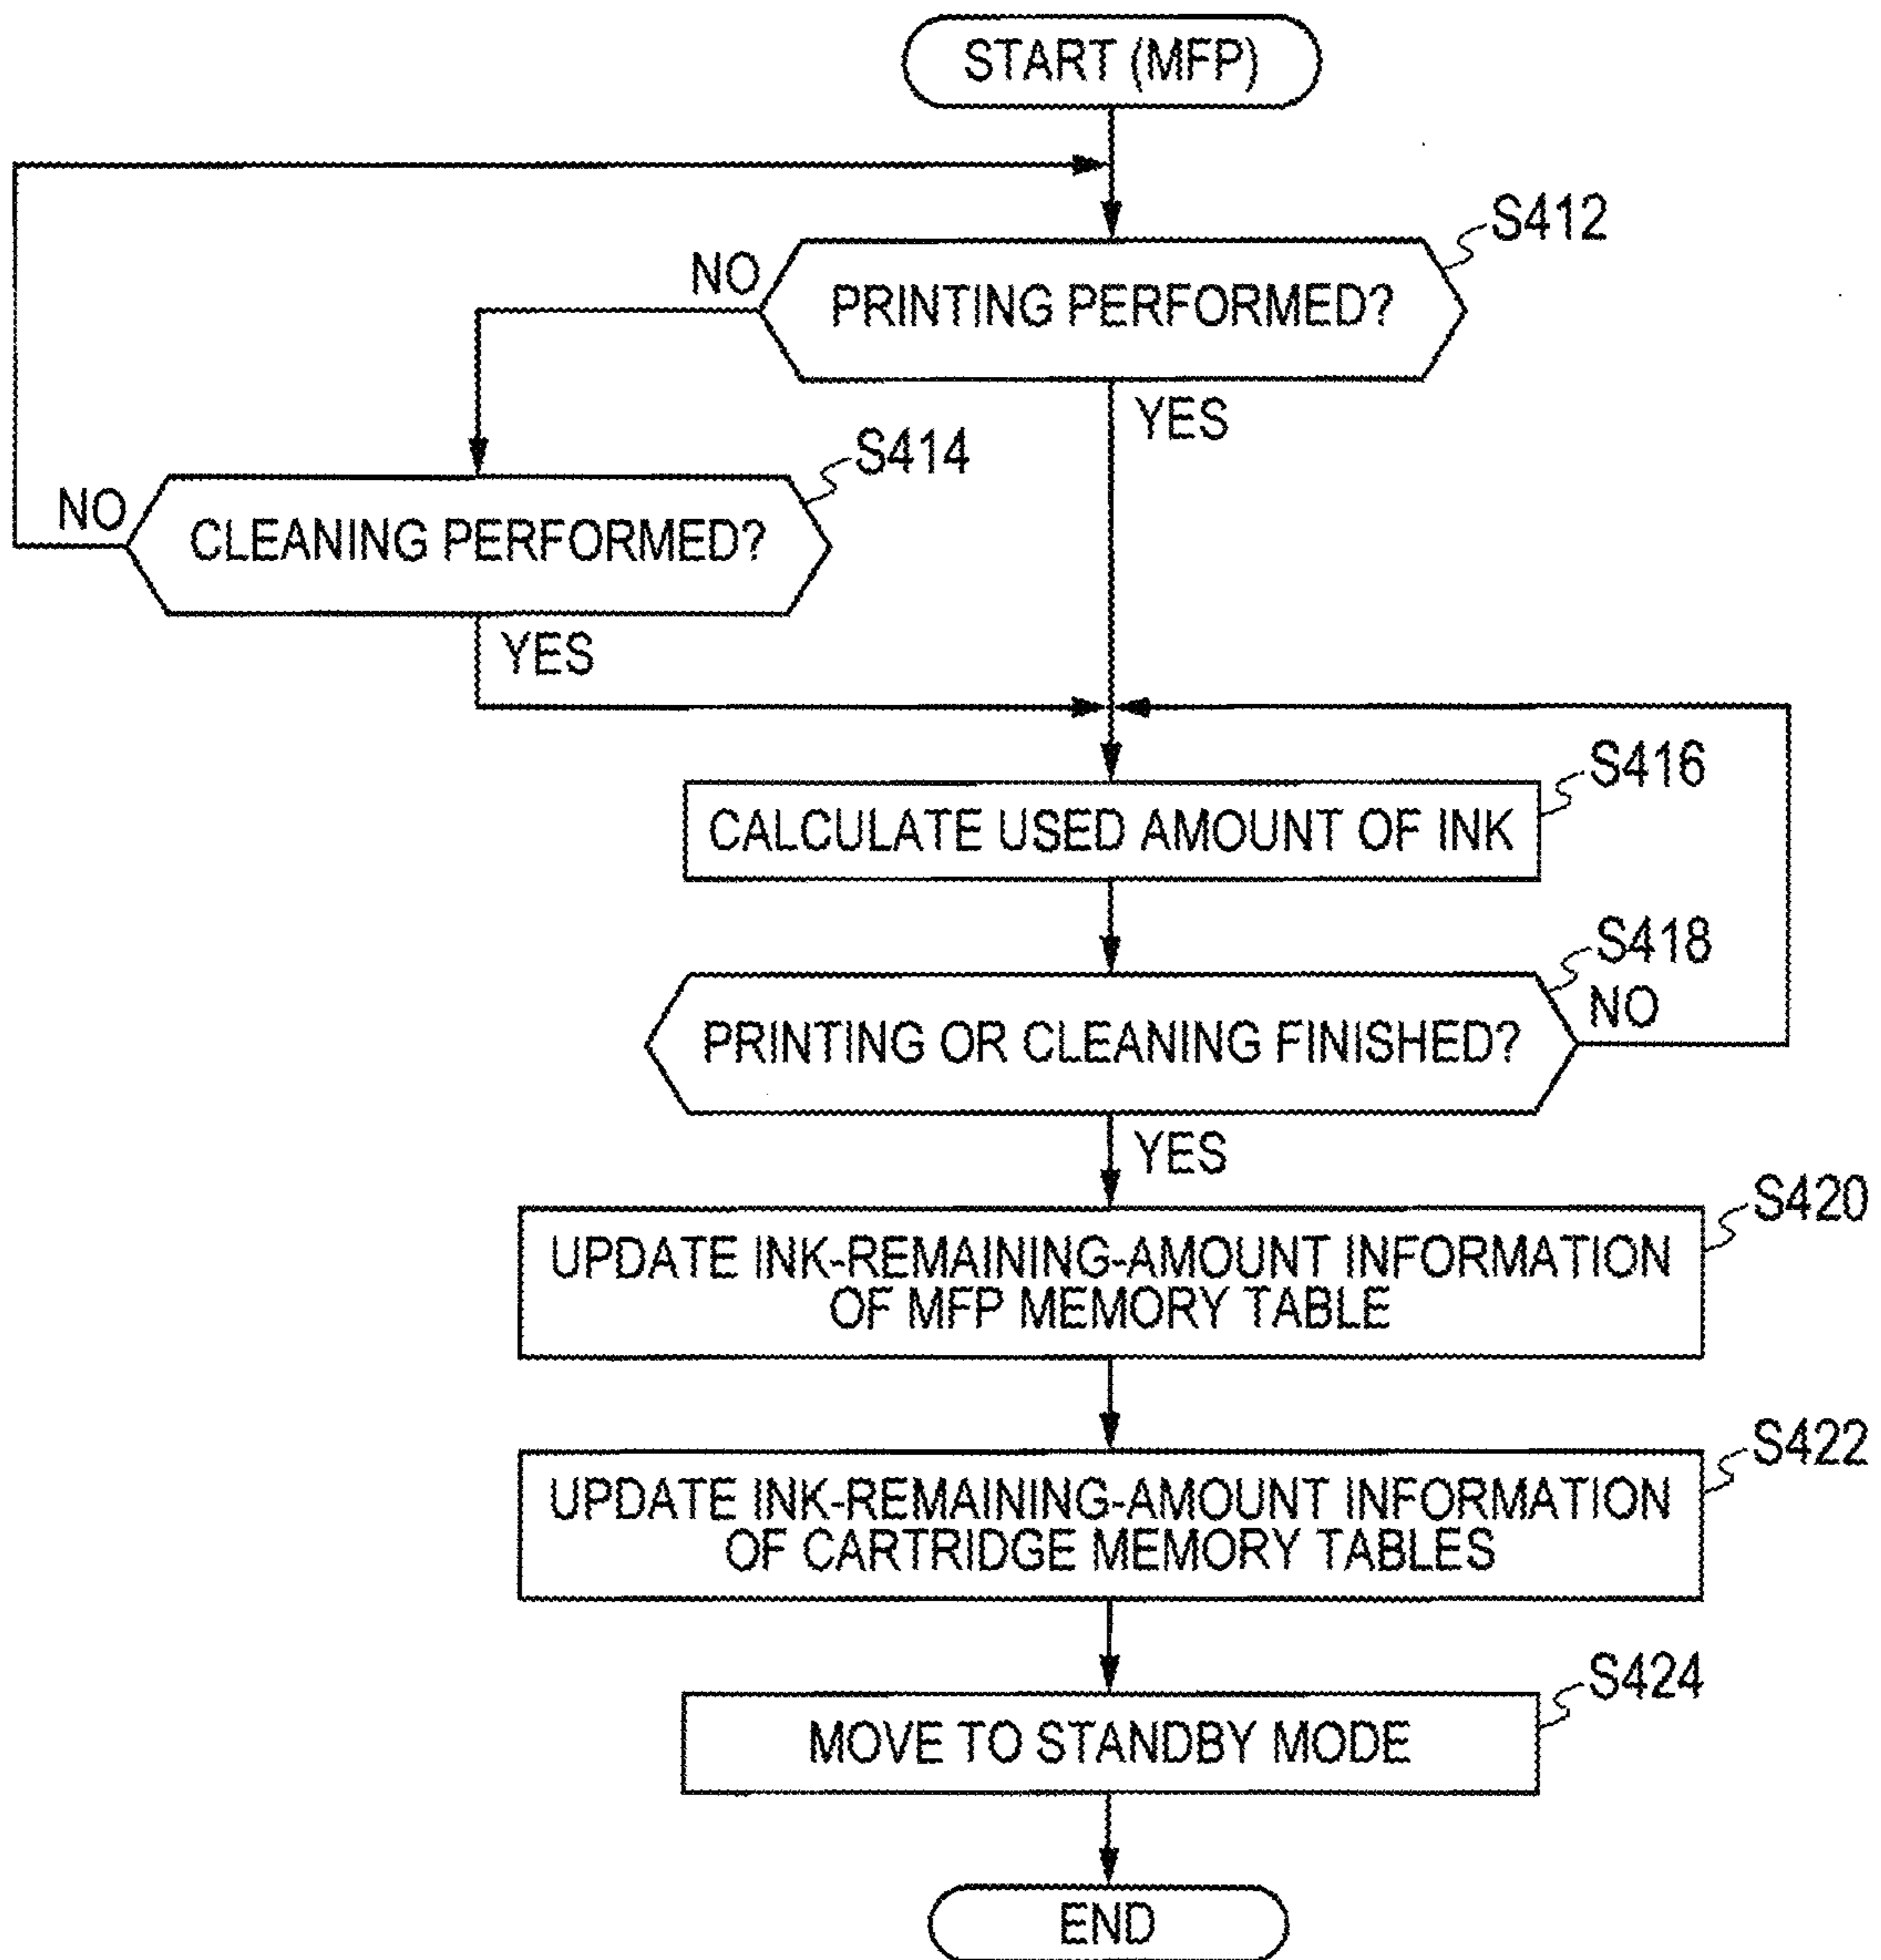 START (MFP)
S412
NO
PRINTING PERFORMED?
YES
S414
NO
CLEANING PERFORMED?
YES
S416
CALCULATE USED AMOUNT OF INK
S418
NO
PRINTING OR CLEANING FINISHED?
YES
S420
UPDATE INK-REMAINING-AMOUNT INFORMATION
OF MFP MEMORY TABLE
S422
UPDATE INK-REMAINING-AMOUNT INFORMATION
OF CARTRIDGE MEMORY TABLES
S424
MOVE TO STANDBY MODE
END